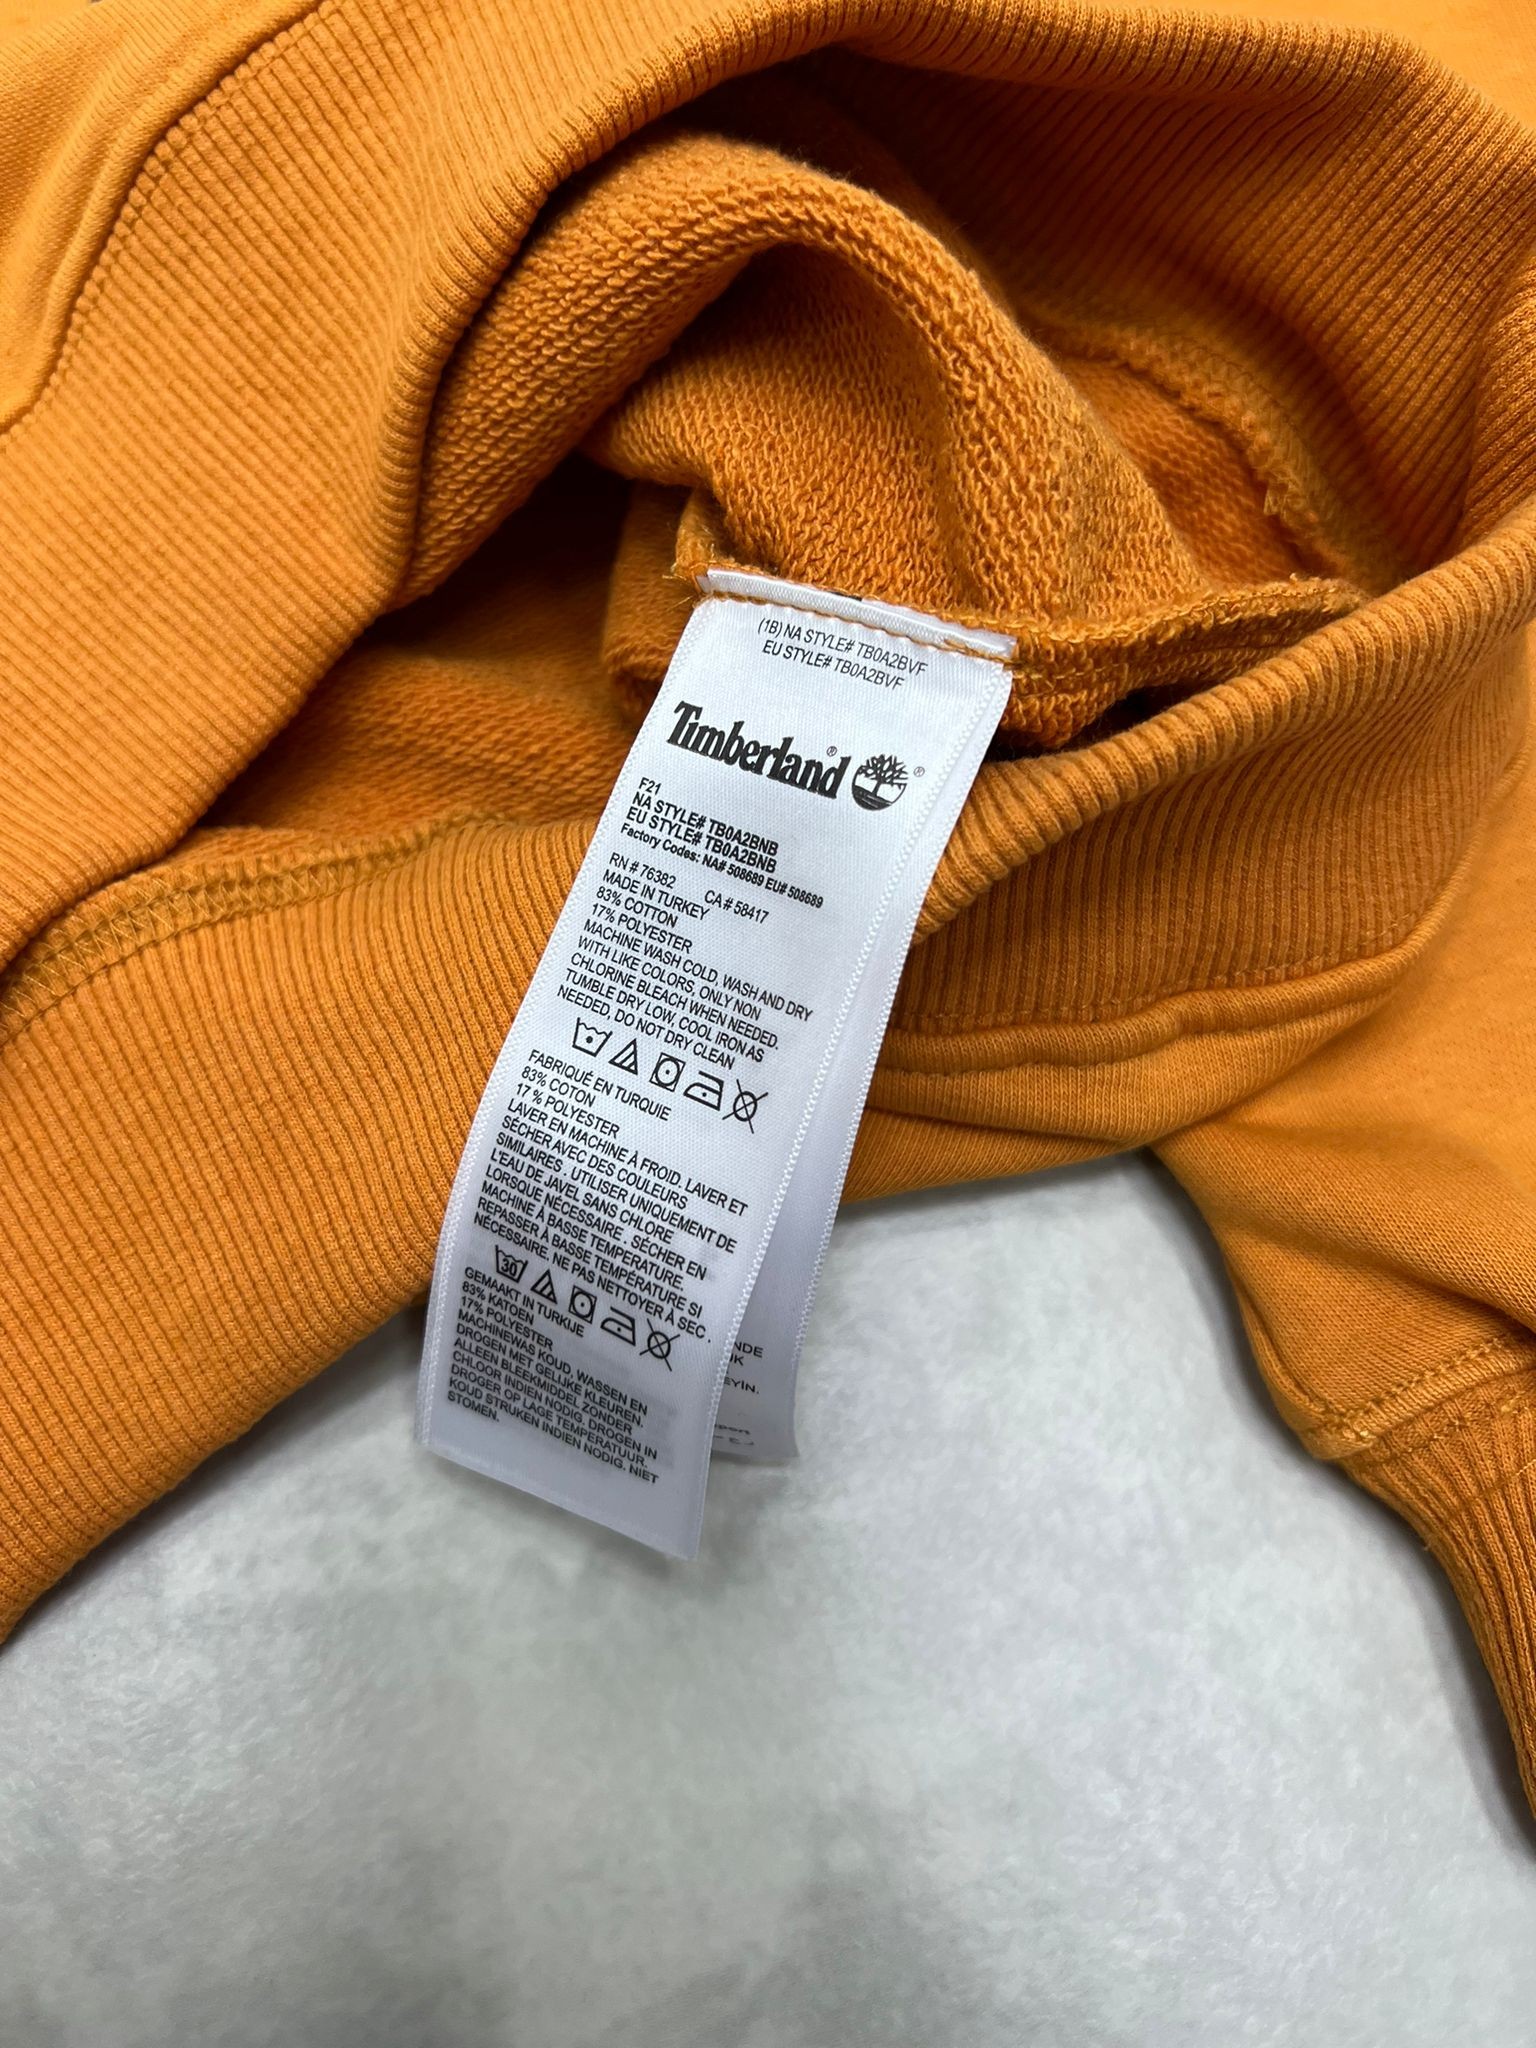 (1B) NA STYLE# TB0A2BVF
EU STYLE# TB0A2BVF
Timberland® ®
F21
NA STYLE# TB0A2BNB
EU STYLE# TB0A2BNB
Factory Codes: NA# 508689 EU# 508689
RN # 76382 CA # 58417
MADE IN TURKEY
83% COTTON
17% POLYESTER
MACHINE WASH COLD, WASH AND DRY
WITH LIKE COLORS, ONLY NON
CHLORINE BLEACH WHEN NEEDED.
TUMBLE DRY LOW, COOL IRON AS
NEEDED, DO NOT DRY CLEAN
FABRIQUÉ EN TURQUIE
83% COTON
17 % POLYESTER
LAVER EN MACHINE À FROID. LAVER ET
SÉCHER AVEC DES COULEURS
SIMILAIRES . UTILISER UNIQUEMENT DE
L'EAU DE JAVEL SANS CHLORE
LORSQUE NÉCESSAIRE . SÉCHER EN
MACHINE À BASSE TEMPERATURE.
REPASSER À BASSE TEMPÉRATURE SI
NÉCESSAIRE. NE PAS NETTOYER À SEC .
30
GEMAAKT IN TURKIJE
83% KATOEN
17% POLYESTER
MACHINEWAS KOUD. WASSEN EN
DROGEN MET GELIJKE KLEUREN.
ALLEEN BLEEKMIDDEL ZONDER
CHLOOR INDIEN NODIG. DROGEN IN
DROGER OP LAGE TEMPERATUUR.
KOUD STRIJKEN INDIEN NODIG. NIET
STOMEN.